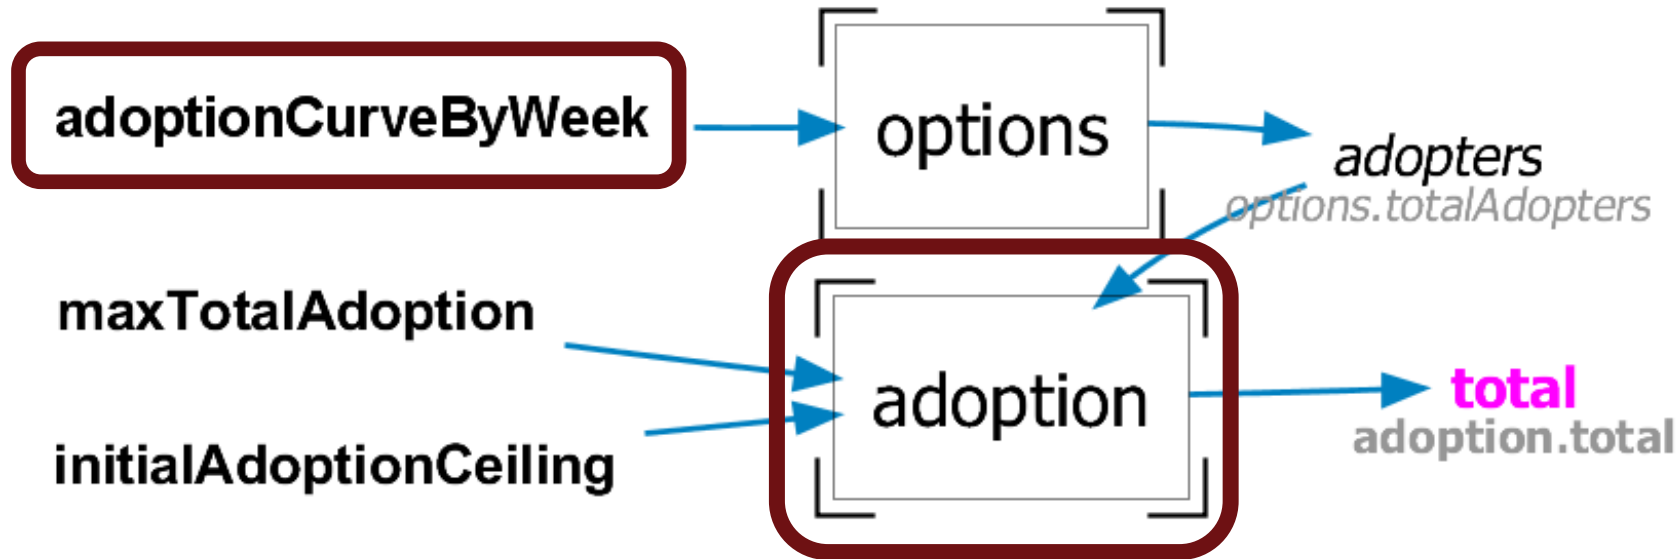 adoptionCurveByWeek
options
adopters
options.totalAdopters
maxTotalAdoption
adoption
total
adoption.total
initialAdoptionCeiling